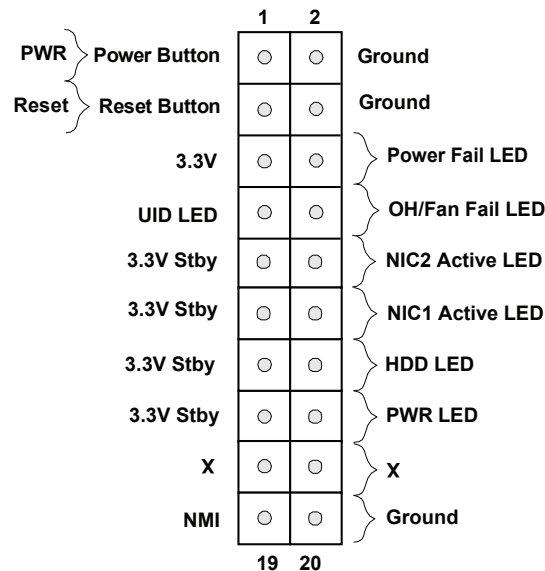 1 2
PWR Power Button Ground
Reset Reset Button Ground
3.3V Power Fail LED
UID LED OH/Fan Fail LED
3.3V Stby NIC2 Active LED
3.3V Stby NIC1 Active LED
3.3V Stby HDD LED
3.3V Stby PWR LED
X X
NMI Ground
19 20